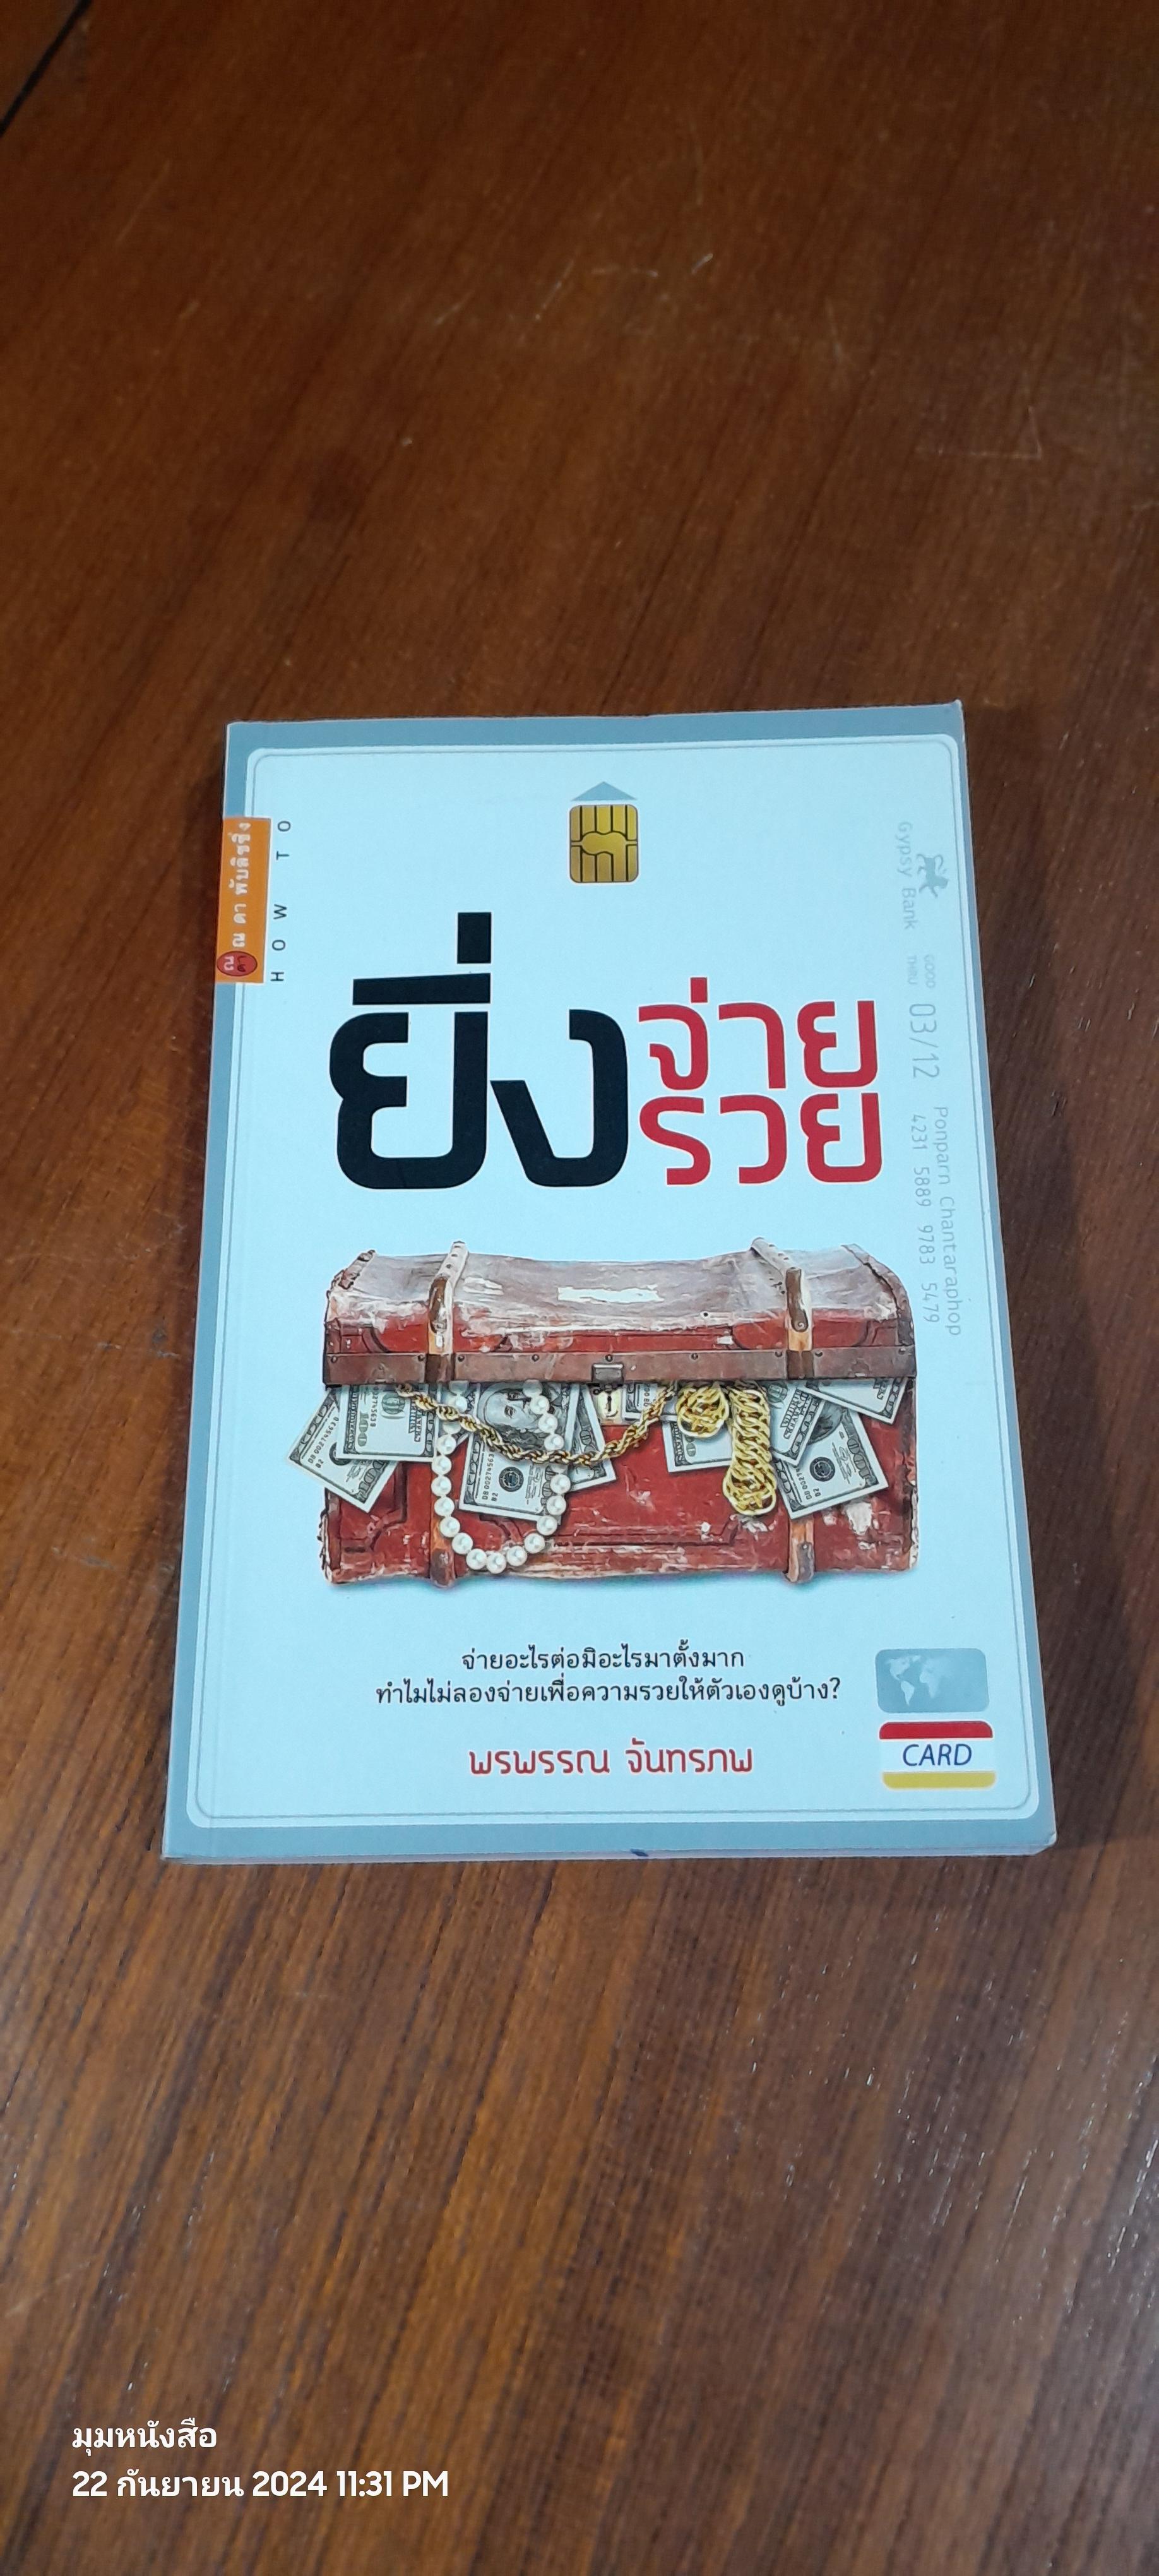 ณ ดา พับลิชชิ่ง
HOW TO
Gypsy Bank
GOOD THRU 03/12
Ponparn Chantaraphop
4231 5889 9783 5479
ยิ่งจ่าย
ยิ่งรวย
จ่ายอะไรต่อมิอะไรมาตั้งมาก
ทำไมไม่ลองจ่ายเพื่อความรวยให้ตัวเองดูบ้าง?
พรพรรณ จันทรภพ
CARD
มุมหนังสือ
22 กันยายน 2024 11:31 PM